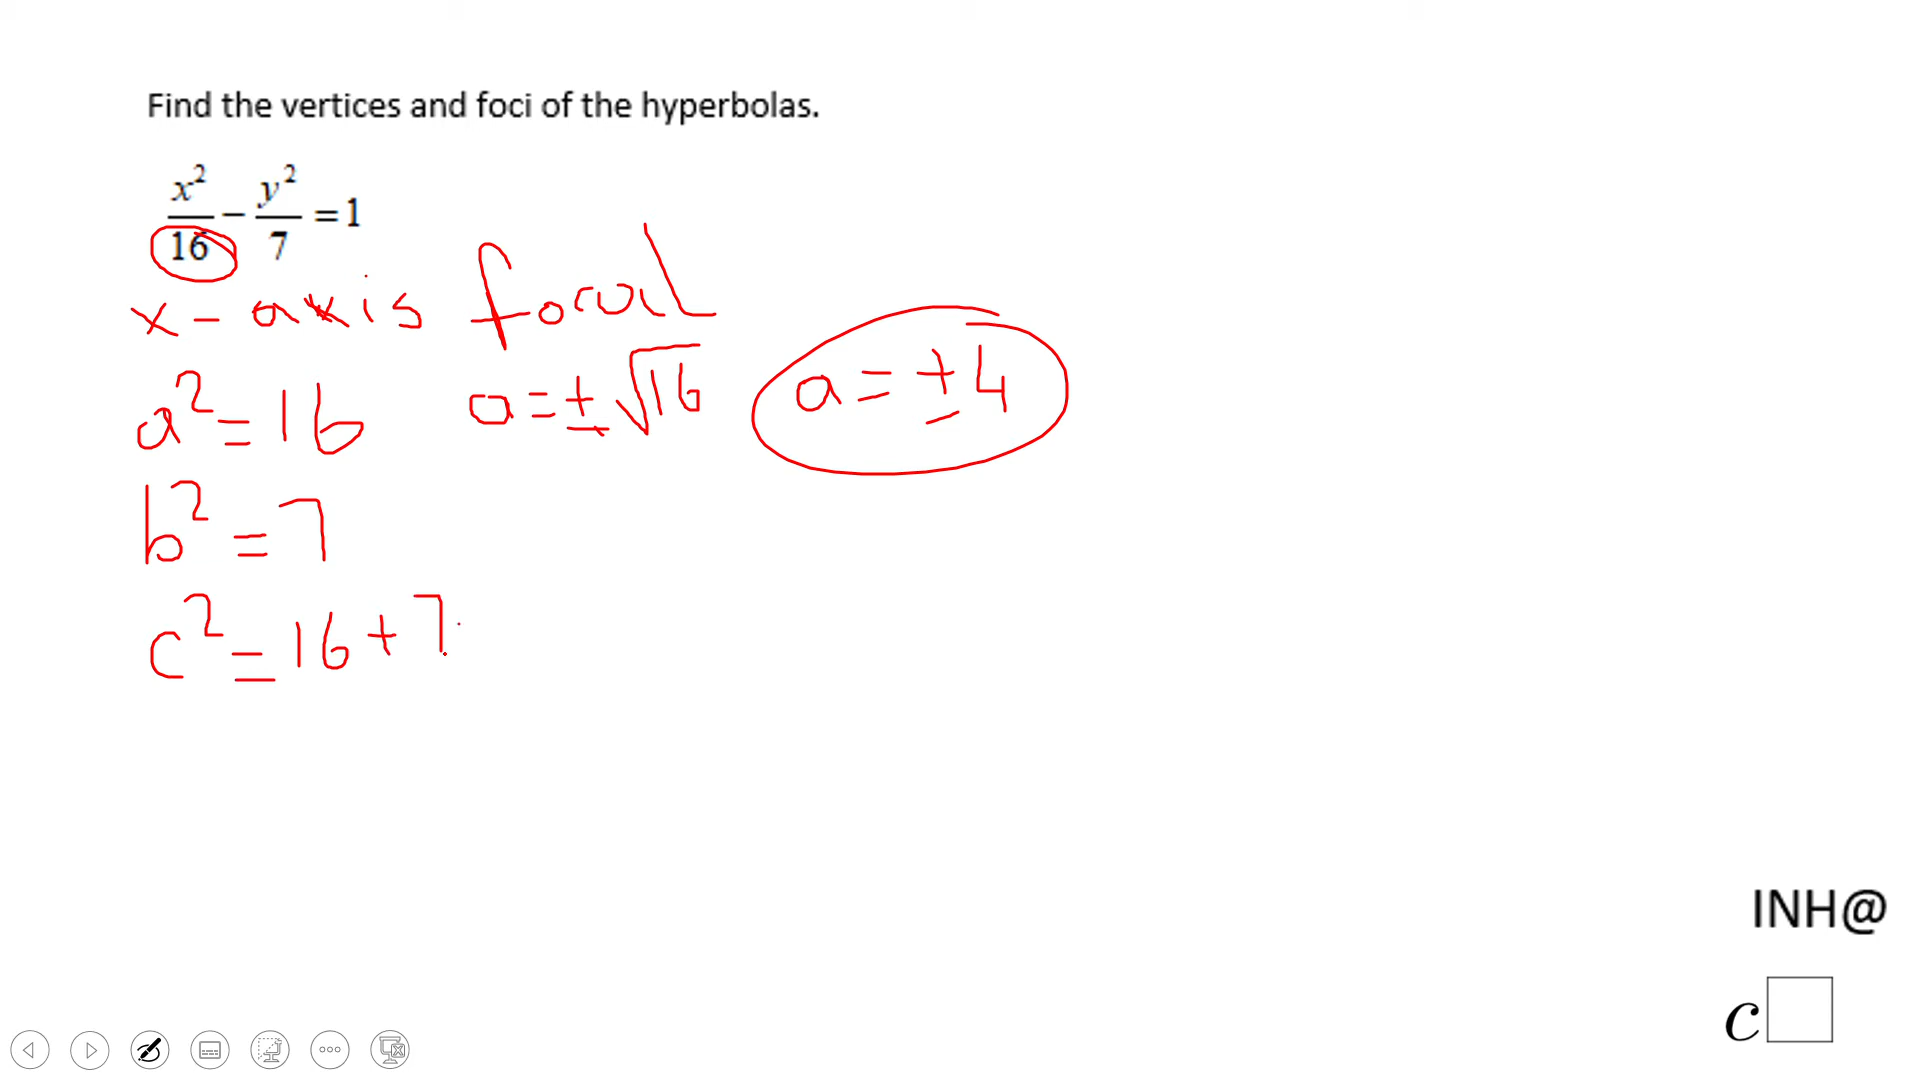 Find the vertices and foci of the hyperbolas.
x²/16 − y²/7 = 1
x - axis focal
a² = 16 a = ± √16 a = ± 4
b² = 7
c² = 16 + 7
INH@
c